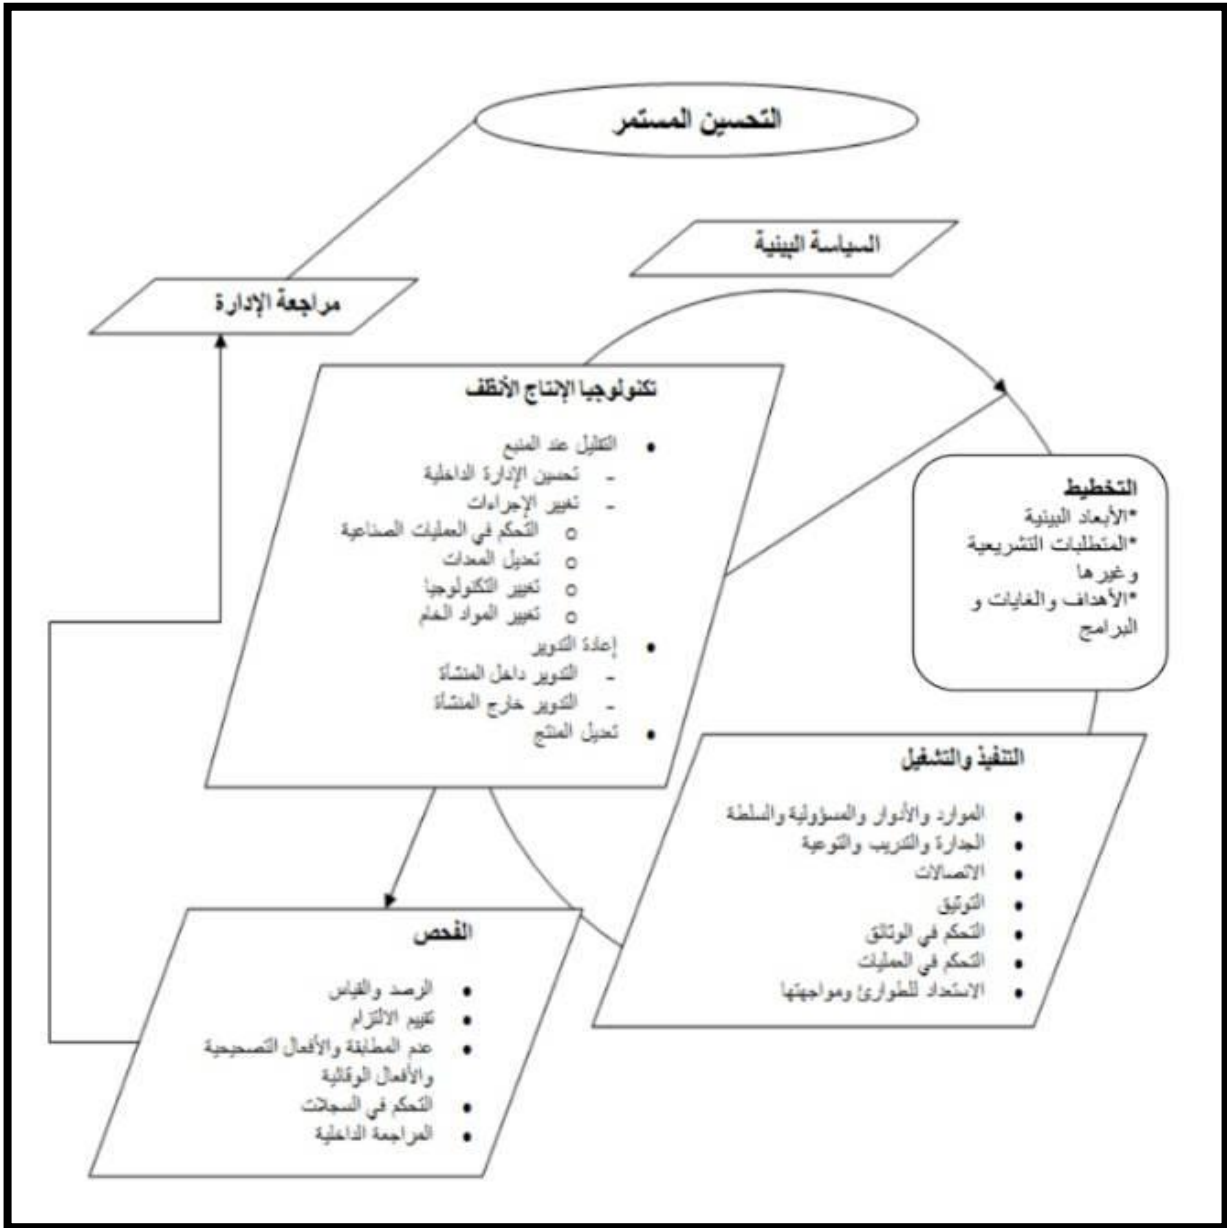 التحسين المستمر
السياسة البينية
مراجعة الإدارة
تكنولوجيا الإنتاج الأنظف
• التقليل عند المنبع
- تحسين الإدارة الداخلية
- تغيير الإجراءات
o التحكم في العمليات الصناعية
o تعديل المعدات
o تغيير التكنولوجيا
o تغيير المواد الخام
• إعادة التدوير
- التدوير داخل المنشأة
- التدوير خارج المنشأة
• تعديل المنتج
التخطيط
*الأبعاد البينية
*المتطلبات التشريعية
وغيرها
*الأهداف والغايات و
البرامج
التنفيذ والتشغيل
• الموارد والأدوار والمسؤولية والسلطة
• الجدارة والتدريب والتوعية
• الاتصالات
• التوثيق
• التحكم في الوثائق
• التحكم في العمليات
• الاستعداد للطوارئ ومواجهتها
الفحص
• الرصد والقياس
• تقييم الالتزام
• عدم المطابقة والأفعال التصحيحية
والأفعال الوقائية
• التحكم في السجلات
• المراجعة الداخلية